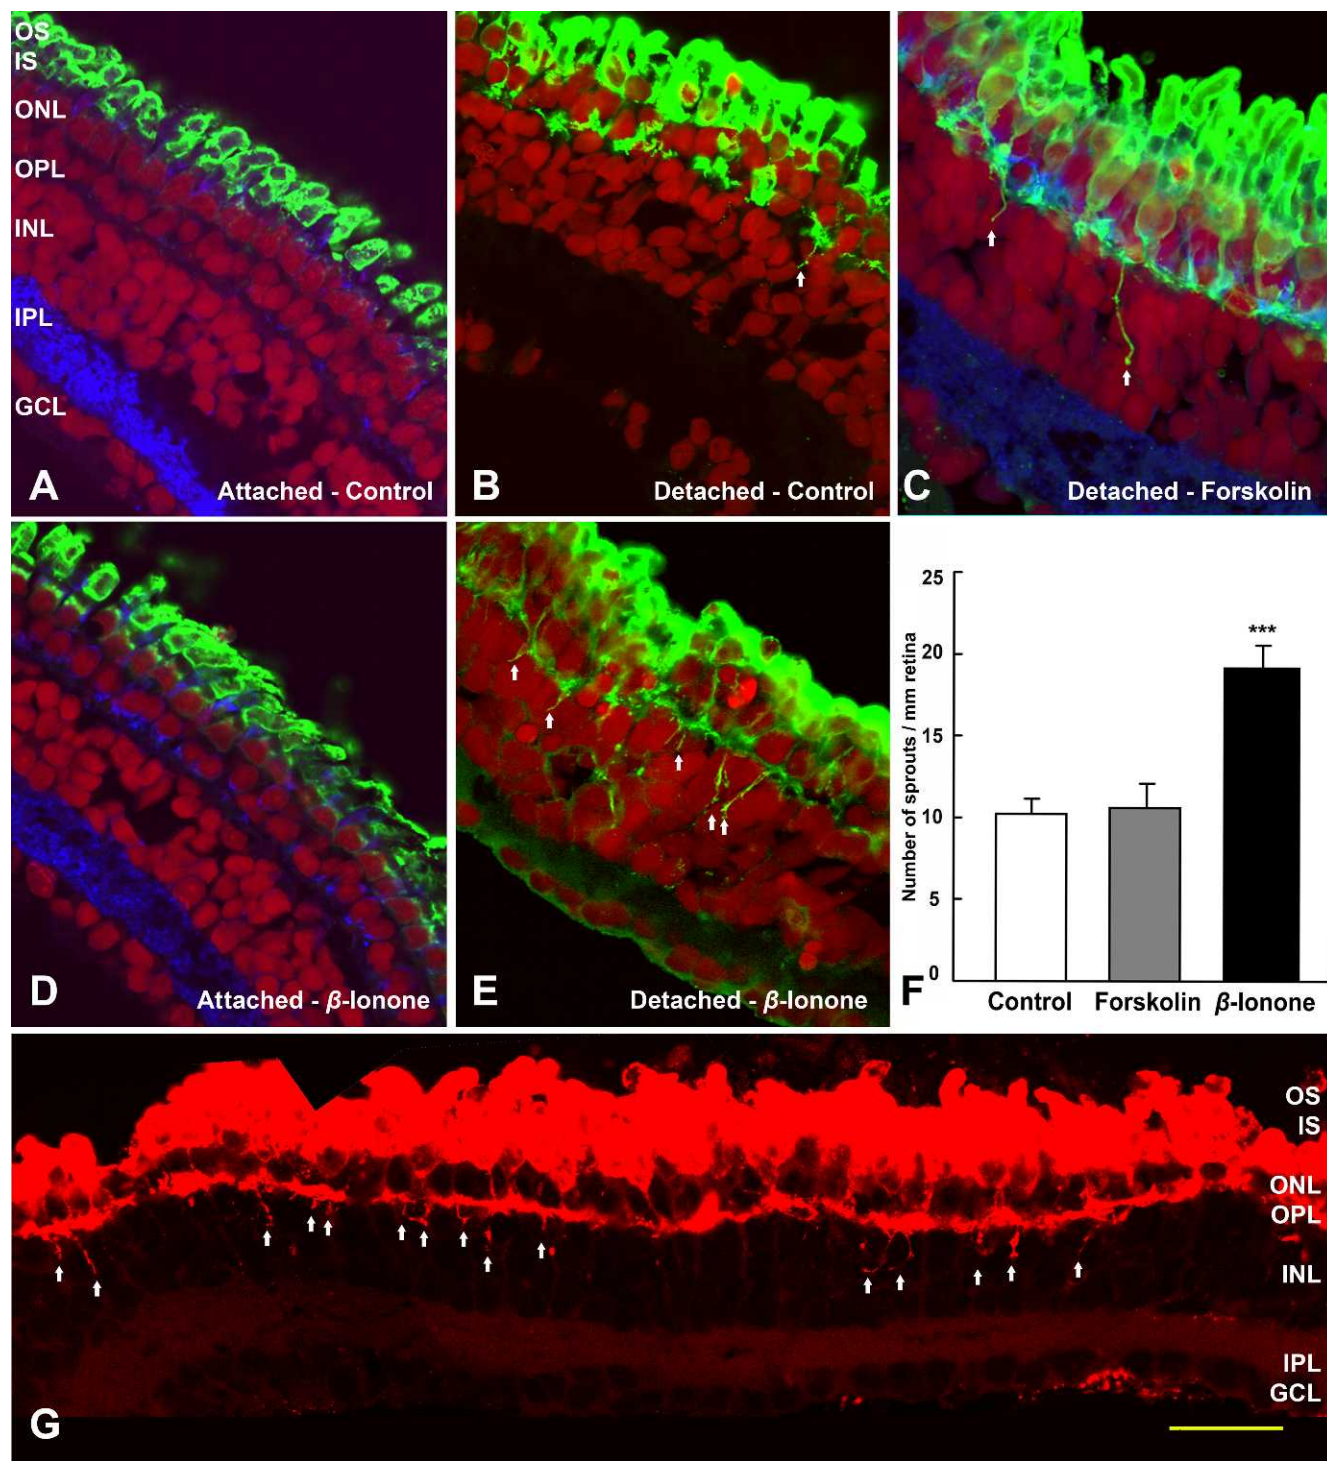 OS
IS
ONL
OPL
INL
IPL
GCL
A
Attached - Control
B
Detached - Control
C
Detached - Forskolin
D
Attached - β-Ionone
E
Detached - β-Ionone
F
Number of sprouts / mm retina
25
20
15
10
5
0
***
Control Forskolin β-Ionone
OS
IS
ONL
OPL
INL
IPL
GCL
G